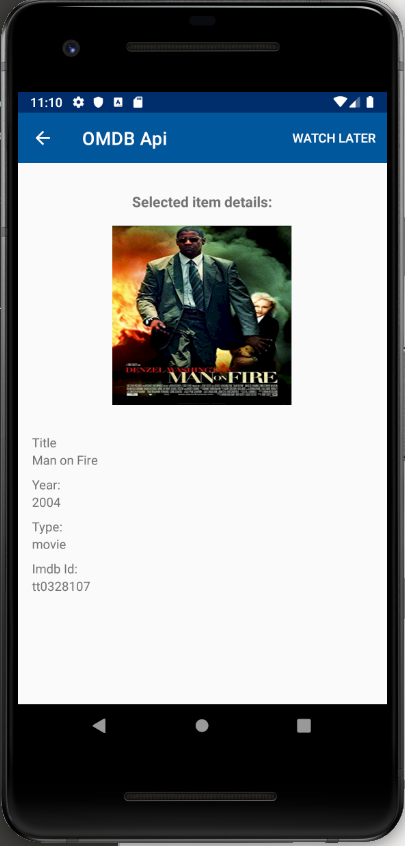 11:10
OMDB Api
WATCH LATER
Selected item details:
DENZEL WASHINGTON
MAN ON FIRE
Title
Man on Fire
Year:
2004
Type:
movie
Imdb Id:
tt0328107